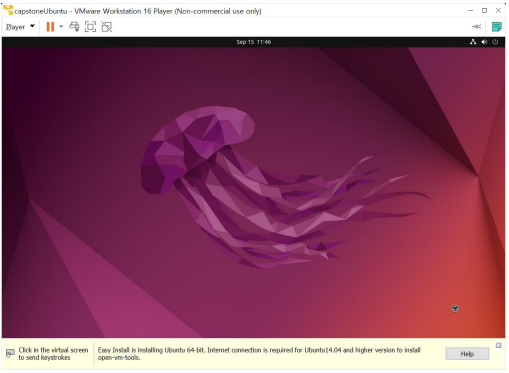 capstoneUbuntu - VMware Workstation 16 Player (Non-commercial use only)
Player
Sep 15 11:46
Click in the virtual screen
to send keystrokes
Easy Install is installing Ubuntu 64-bit. Internet connection is required for Ubuntu14.04 and higher version to install
open-vm-tools.
Help